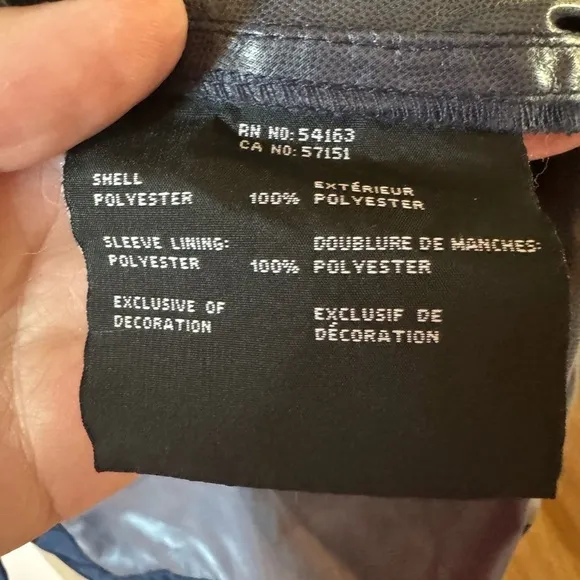 RN NO: 54163
CA NO: 57151
SHELL
POLYESTER 100%
EXTÉRIEUR
POLYESTER
SLEEVE LINING:
POLYESTER 100%
DOUBLURE DE MANCHES:
POLYESTER
EXCLUSIVE OF
DECORATION
EXCLUSIF DE
DÉCORATION